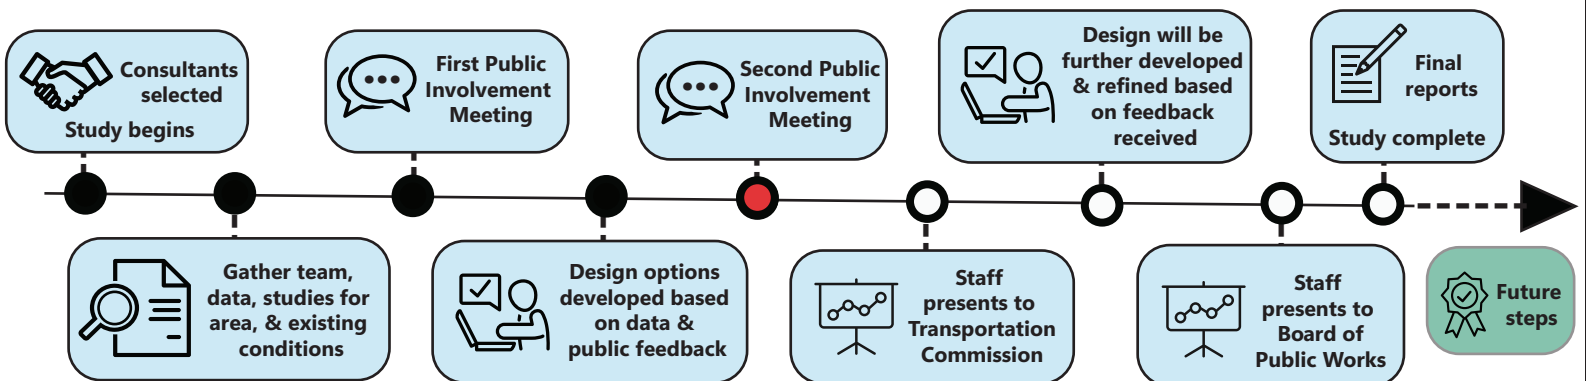 Consultants
selected
Study begins
Gather team,
data, studies for
area, & existing
conditions
First Public
Involvement
Meeting
Design options
developed based
on data &
public feedback
Second Public
Involvement
Meeting
Staff
presents to
Transportation
Commission
Design will be
further developed
& refined based
on feedback
received
Staff
presents to
Board of
Public Works
Final
reports
Study complete
Future
steps